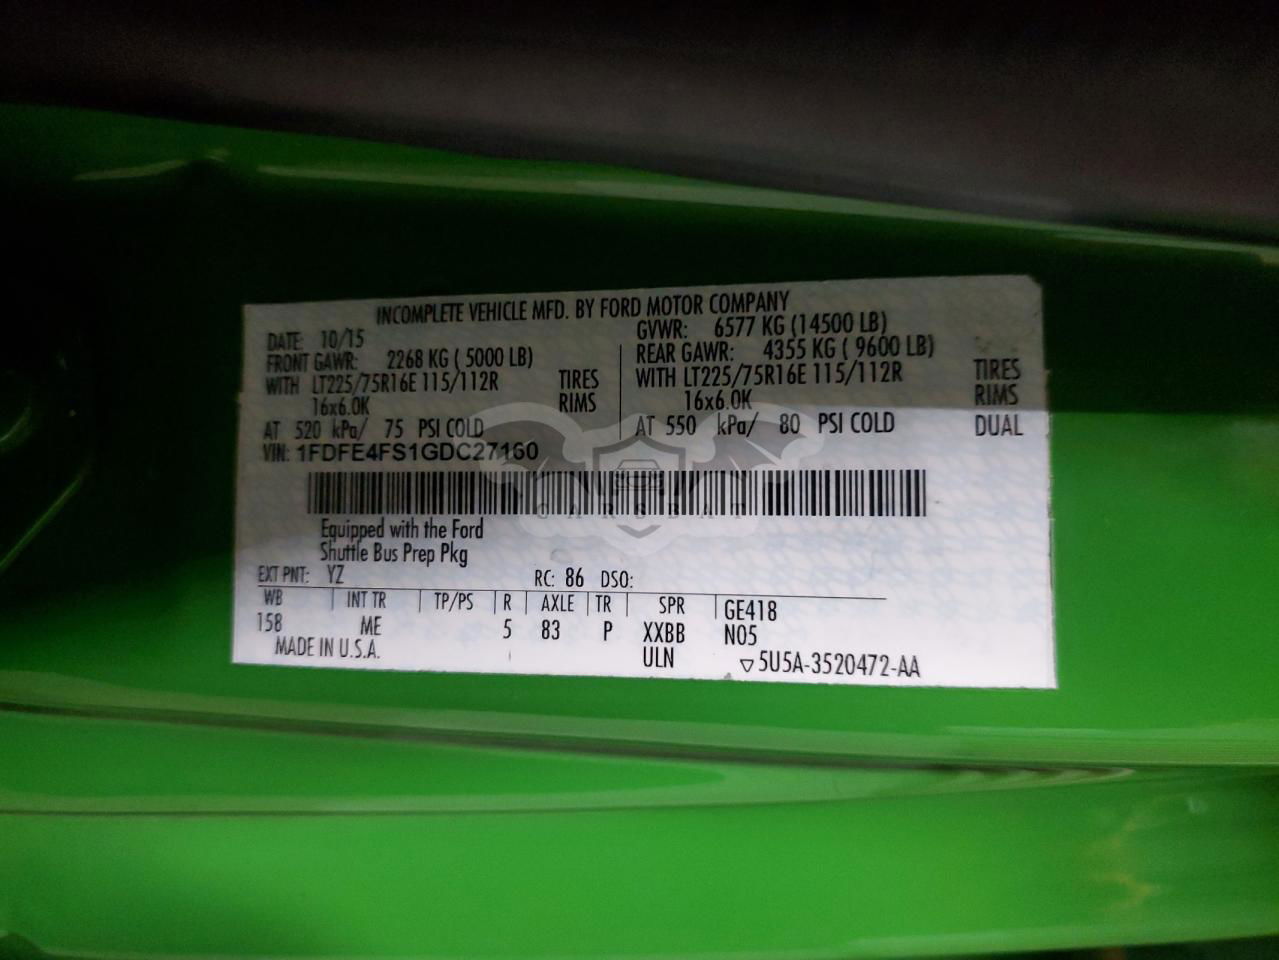 INCOMPLETE VEHICLE MFD. BY FORD MOTOR COMPANY
DATE: 10/15 GVWR: 6577 KG (14500 LB)
FRONT GAWR: 2268 KG ( 5000 LB) REAR GAWR: 4355 KG ( 9600 LB)
WITH LT225/75R16E 115/112R TIRES WITH LT225/75R16E 115/112R TIRES
16x6.0K RIMS 16x6.0K RIMS
AT 520 kPa/ 75 PSI COLD AT 550 kPa/ 80 PSI COLD DUAL
VIN: 1FDFE4FS1GDC27160
CARSBAT
Equipped with the Ford
Shuttle Bus Prep Pkg
EXT PNT: YZ RC: 86 DSO:
WB INT TR TP/PS R AXLE TR SPR GE418
158 ME 5 83 P XXBB N05
MADE IN U.S.A. ULN ▽5U5A-3520472-AA